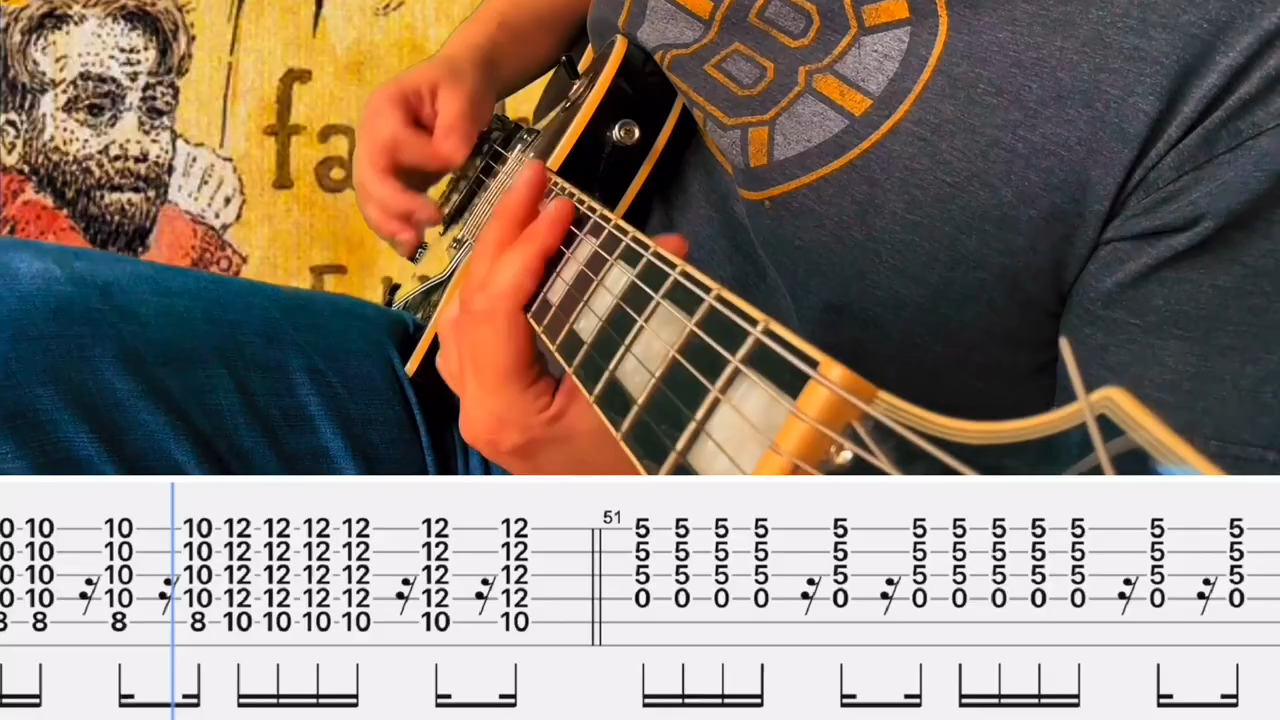 B
fa
51
0 10 10 10 12 12 12 12 12 12 5 5 5 5 5 5 5 5 5 5 5 5
0 10 10 10 12 12 12 12 12 12 5 5 5 5 5 5 5 5 5 5 5 5
0 10 10 10 12 12 12 12 12 12 5 5 5 5 5 5 5 5 5 5 5 5
0 10 10 10 12 12 12 12 12 12 0 0 0 0 0 0 0 0 0 0 0 0
8 8 8 10 10 10 10 10 10